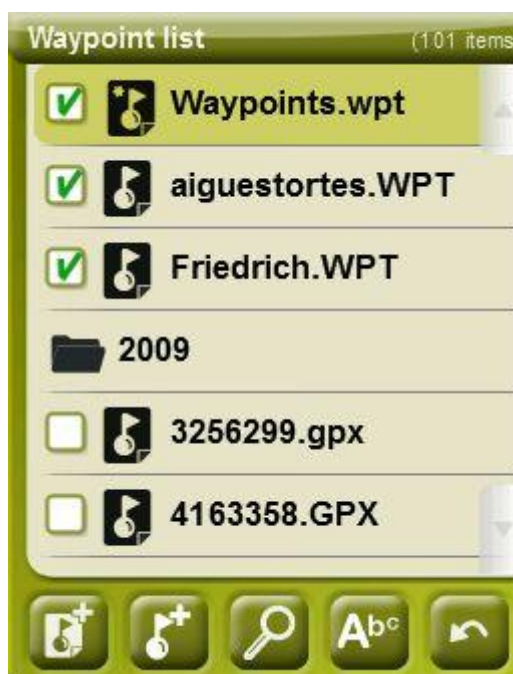 Waypoint list (101 items
Waypoints.wpt
aiguestortes.WPT
Friedrich.WPT
2009
3256299.gpx
4163358.GPX
Abc